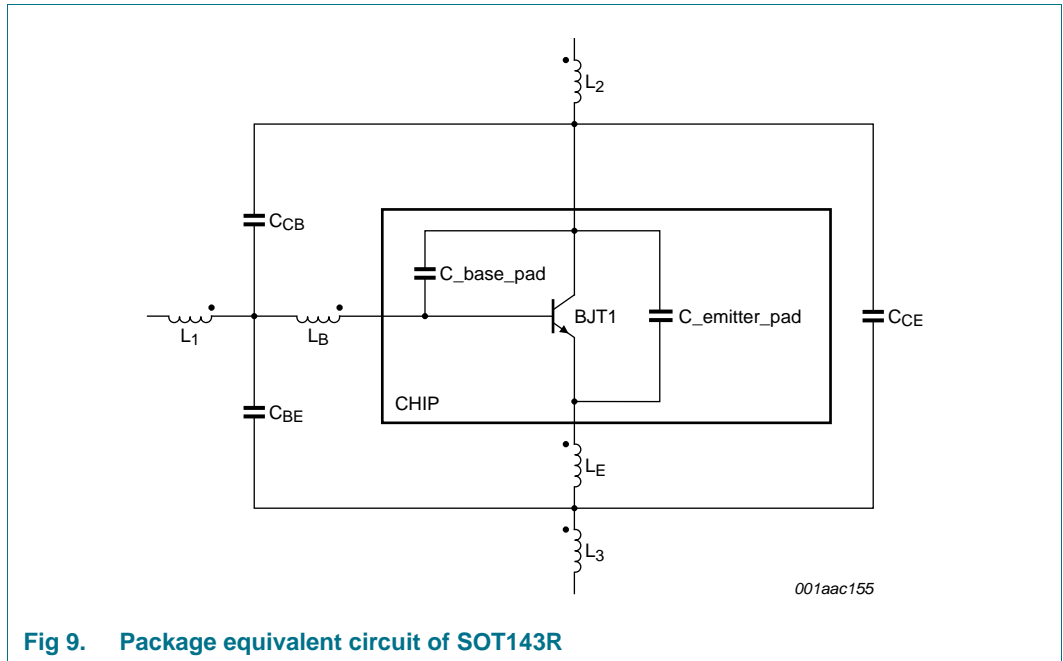 L2
CCB
C_base_pad
BJT1
C_emitter_pad
CCE
L1
LB
CBE
CHIP
LE
L3
001aac155
Fig 9. Package equivalent circuit of SOT143R